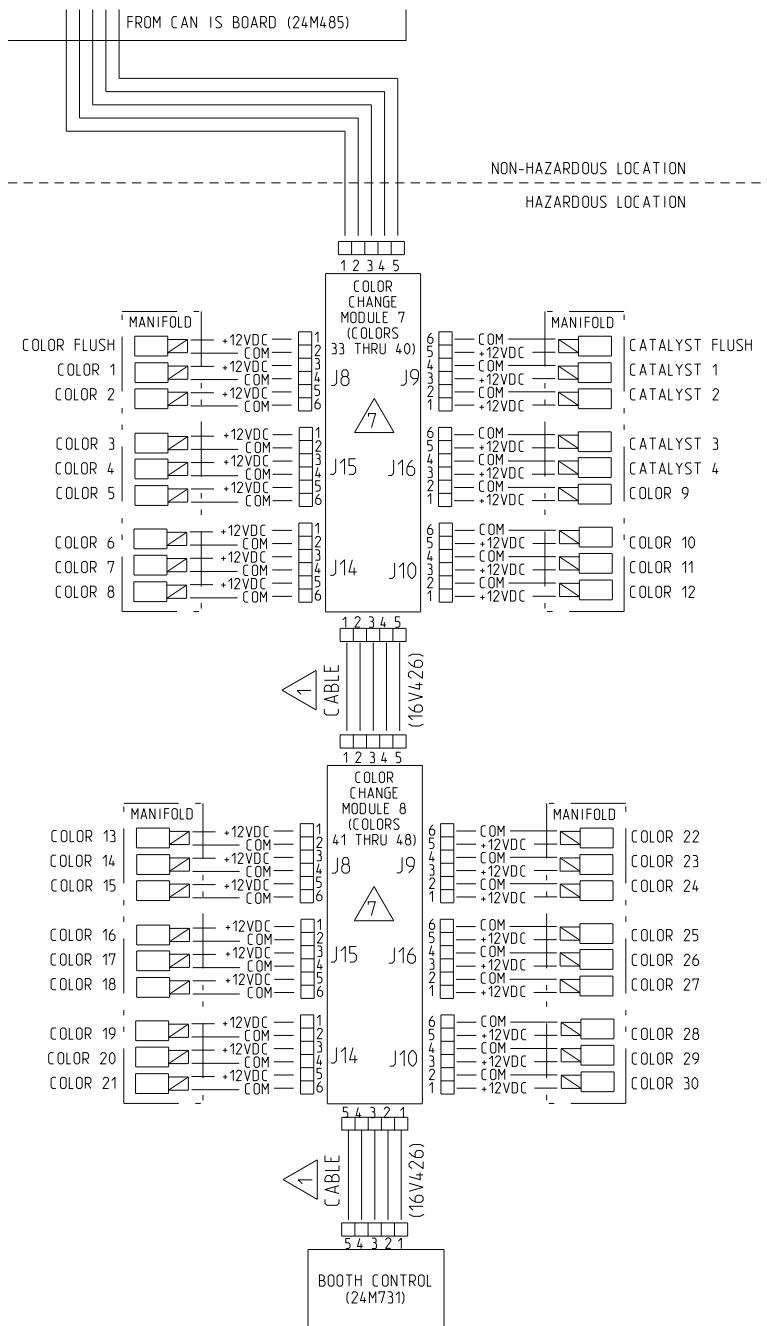 FROM CAN IS BOARD (24M485)
NON-HAZARDOUS LOCATION
HAZARDOUS LOCATION
1 2 3 4 5
COLOR
CHANGE
MODULE 7
(COLORS
33 THRU 40)
MANIFOLD
COLOR FLUSH +12VDC 1
COM 2
COLOR 1 +12VDC 3
COM 4
COLOR 2 +12VDC 5
COM 6
J8
COLOR 3 +12VDC 1
COM 2
COLOR 4 +12VDC 3
COM 4
COLOR 5 +12VDC 5
COM 6
J15
COLOR 6 +12VDC 1
COM 2
COLOR 7 +12VDC 3
COM 4
COLOR 8 +12VDC 5
COM 6
J14
7
MANIFOLD
6 COM CATALYST FLUSH
5 +12VDC
4 COM CATALYST 1
3 +12VDC
2 COM CATALYST 2
1 +12VDC
J9
6 COM CATALYST 3
5 +12VDC
4 COM CATALYST 4
3 +12VDC
2 COM COLOR 9
1 +12VDC
J16
6 COM COLOR 10
5 +12VDC
4 COM COLOR 11
3 +12VDC
2 COM COLOR 12
1 +12VDC
J10
1 2 3 4 5
1
CABLE
(16V426)
1 2 3 4 5
COLOR
CHANGE
MODULE 8
(COLORS
41 THRU 48)
MANIFOLD
COLOR 13 +12VDC 1
COM 2
COLOR 14 +12VDC 3
COM 4
COLOR 15 +12VDC 5
COM 6
J8
COLOR 16 +12VDC 1
COM 2
COLOR 17 +12VDC 3
COM 4
COLOR 18 +12VDC 5
COM 6
J15
COLOR 19 +12VDC 1
COM 2
COLOR 20 +12VDC 3
COM 4
COLOR 21 +12VDC 5
COM 6
J14
7
MANIFOLD
6 COM COLOR 22
5 +12VDC
4 COM COLOR 23
3 +12VDC
2 COM COLOR 24
1 +12VDC
J9
6 COM COLOR 25
5 +12VDC
4 COM COLOR 26
3 +12VDC
2 COM COLOR 27
1 +12VDC
J16
6 COM COLOR 28
5 +12VDC
4 COM COLOR 29
3 +12VDC
2 COM COLOR 30
1 +12VDC
J10
5 4 3 2 1
1
CABLE
(16V426)
5 4 3 2 1
BOOTH CONTROL
(24M731)